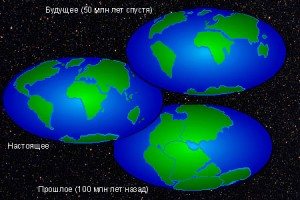 Будущее (50 млн лет спустя)
Настоящее
Прошлое (100 млн лет назад)